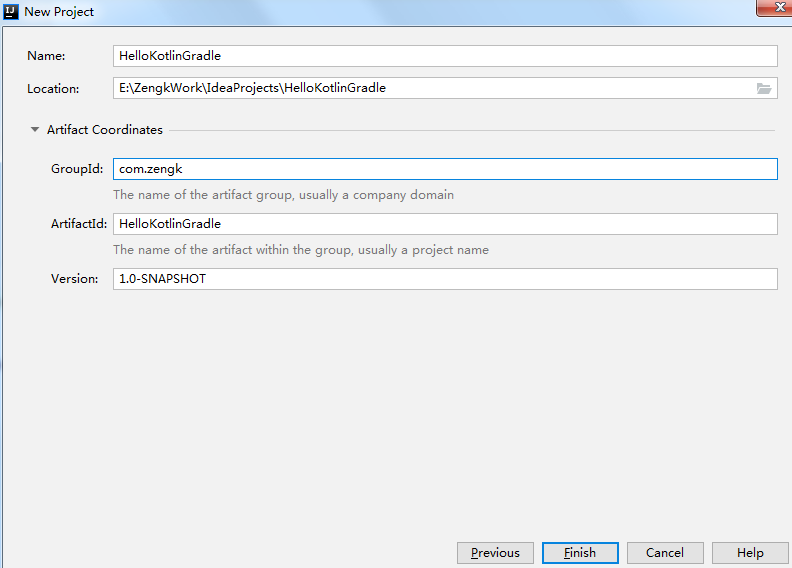 IJ New Project
Name: HelloKotlinGradle
Location: E:\ZengkWork\IdeaProjects\HelloKotlinGradle
Artifact Coordinates
GroupId: com.zengk
The name of the artifact group, usually a company domain
ArtifactId: HelloKotlinGradle
The name of the artifact within the group, usually a project name
Version: 1.0-SNAPSHOT
Previous Finish Cancel Help